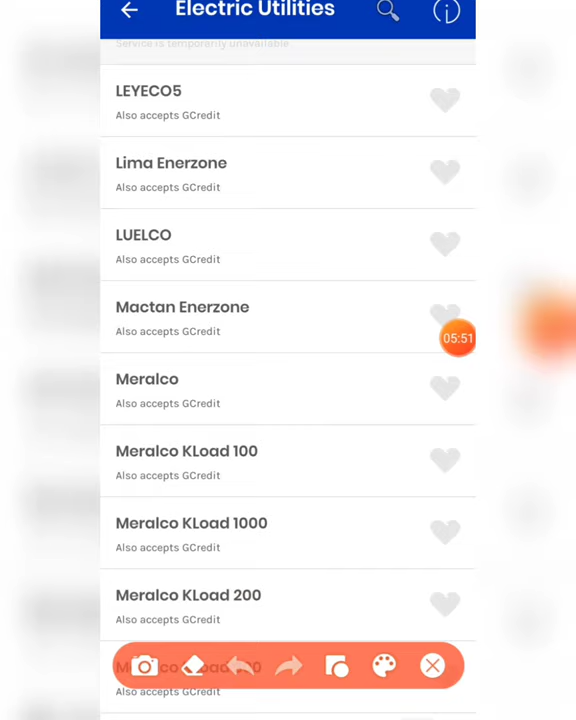 Electric Utilities
Service is temporarily unavailable
LEYECO5
Also accepts GCredit
Lima Enerzone
Also accepts GCredit
LUELCO
Also accepts GCredit
Mactan Enerzone
Also accepts GCredit
05:51
Meralco
Also accepts GCredit
Meralco KLoad 100
Also accepts GCredit
Meralco KLoad 1000
Also accepts GCredit
Meralco KLoad 200
Also accepts GCredit
Also accepts GCredit